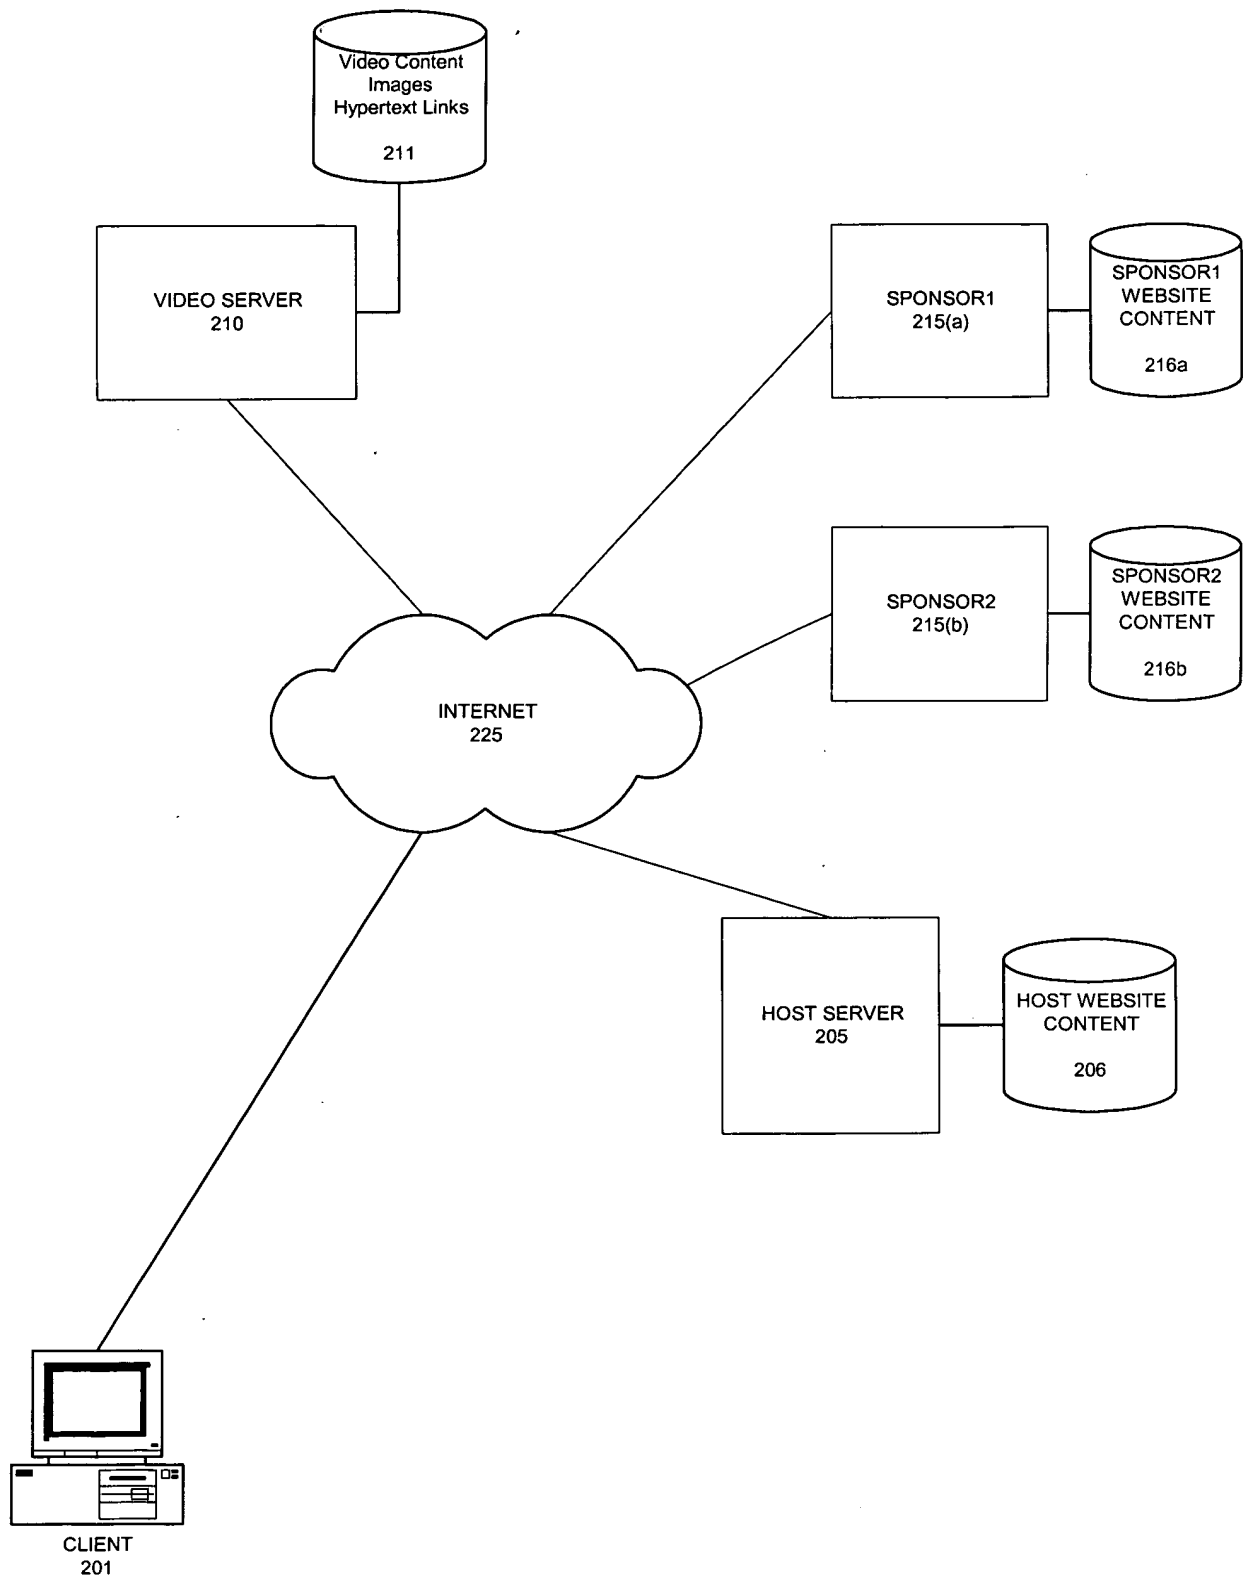 Video Content
Images
Hypertext Links
211
VIDEO SERVER
210
SPONSOR1
215(a)
SPONSOR1
WEBSITE
CONTENT
216a
SPONSOR2
215(b)
SPONSOR2
WEBSITE
CONTENT
216b
INTERNET
225
HOST SERVER
205
HOST WEBSITE
CONTENT
206
CLIENT
201